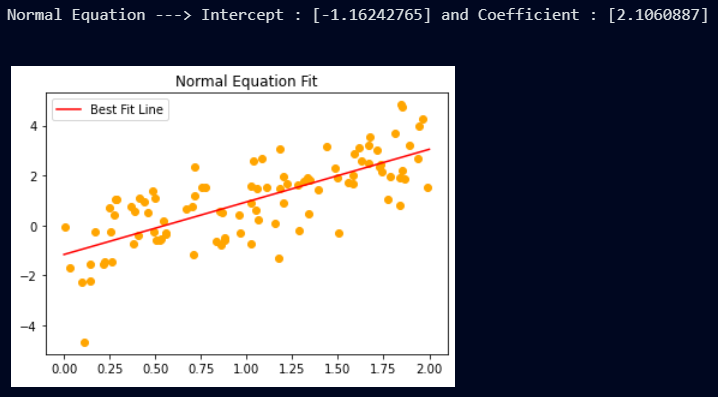 Normal Equation ---> Intercept : [-1.16242765] and Coefficient : [2.1060887]
Normal Equation Fit
Best Fit Line
4
2
0
−2
−4
0.00 0.25 0.50 0.75 1.00 1.25 1.50 1.75 2.00